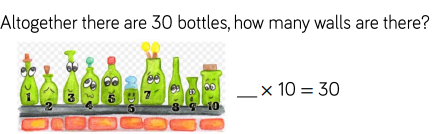 Altogether there are 30 bottles, how many walls are there?
1 2 3 4 5 6 7 8 9 10
__ x 10 = 30